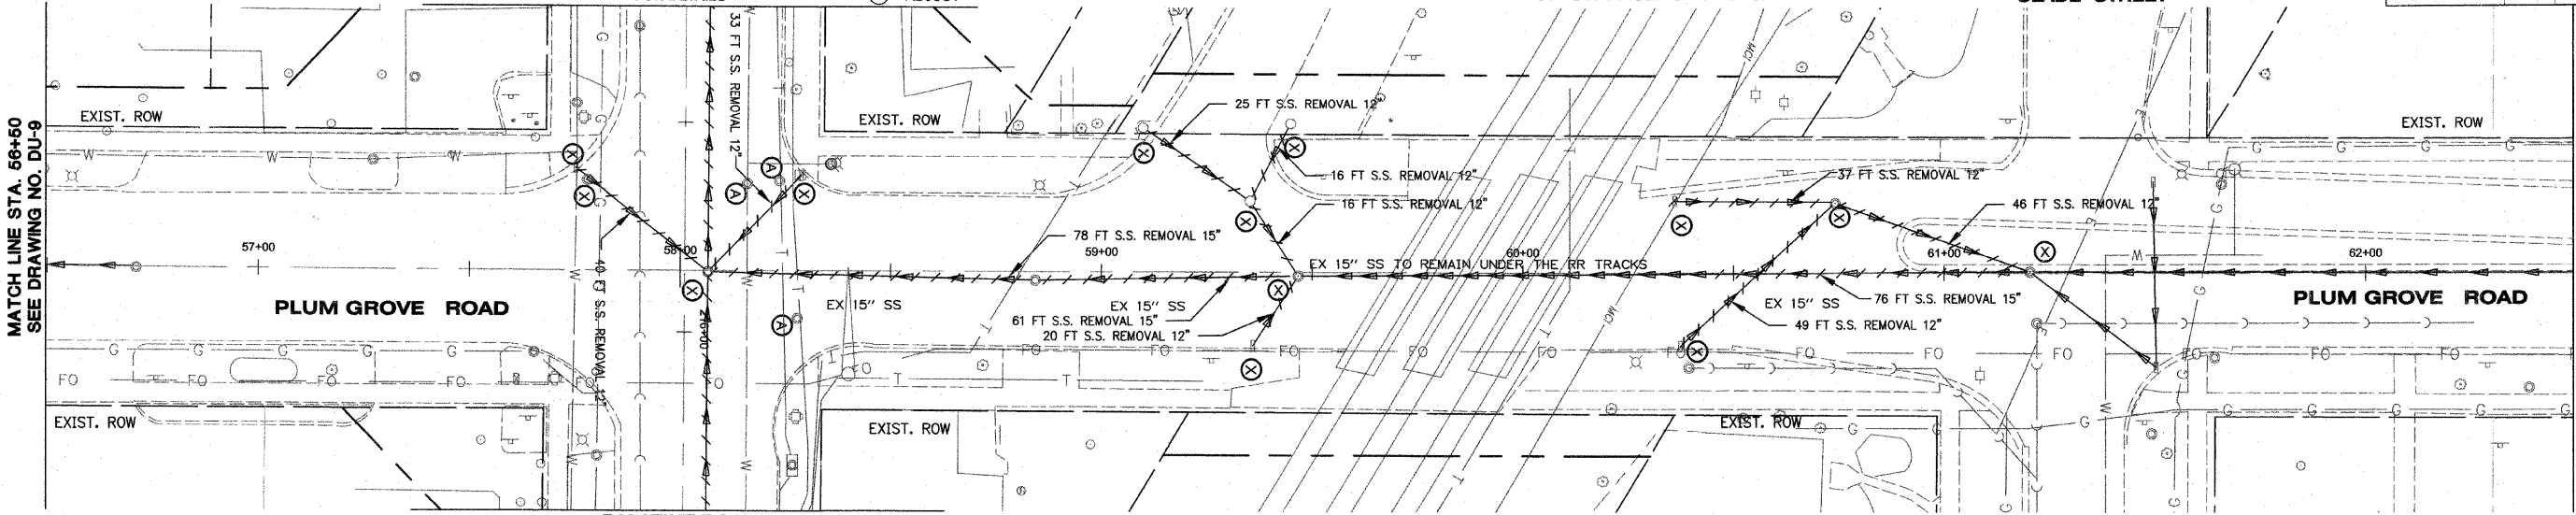 MATCH LINE STA. 56+50
SEE DRAWING NO. DU-9
EXIST. ROW
33 FT S.S. REMOVAL 12"
EXIST. ROW
25 FT S.S. REMOVAL 12"
EXIST. ROW
16 FT S.S. REMOVAL 12"
37 FT S.S. REMOVAL 12"
16 FT S.S. REMOVAL 12"
46 FT S.S. REMOVAL 12"
78 FT S.S. REMOVAL 15"
57+00
58+00
59+00
60+00
61+00
62+00
EX 15" SS TO REMAIN UNDER THE RR TRACKS
PLUM GROVE ROAD
40 FT S.S. REMOVAL 12"
216+00
EX 15" SS
EX 15" SS
61 FT S.S. REMOVAL 15"
20 FT S.S. REMOVAL 12"
EX 15" SS
76 FT S.S. REMOVAL 15"
49 FT S.S. REMOVAL 12"
PLUM GROVE ROAD
EXIST. ROW
EXIST. ROW
EXIST. ROW